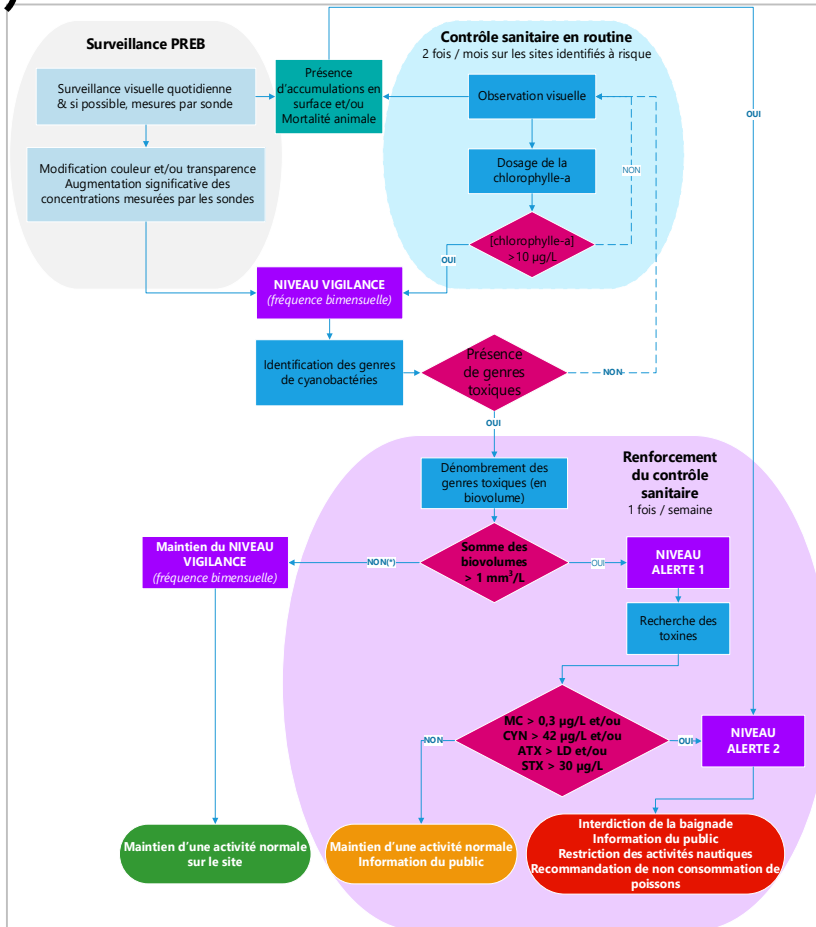 )
Surveillance PREB
Surveillance visuelle quotidienne
& si possible, mesures par sonde
Modification couleur et/ou transparence
Augmentation significative des
concentrations mesurées par les sondes
Présence
d'accumulations en
surface et/ou
Mortalité animale
Contrôle sanitaire en routine
2 fois / mois sur les sites identifiés à risque
Observation visuelle
Dosage de la
chlorophylle-a
[chlorophylle-a]
>10 µg/L
NON
OUI
OUI
NIVEAU VIGILANCE
(fréquence bimensuelle)
Identification des genres
de cyanobactéries
Présence
de genres
toxiques
NON
OUI
Renforcement
du contrôle
sanitaire
1 fois / semaine
Dénombrement des
genres toxiques (en
biovolume)
Somme des
biovolumes
> 1 mm³/L
NON(*)
OUI
Maintien du NIVEAU
VIGILANCE
(fréquence bimensuelle)
NIVEAU
ALERTE 1
Recherche des
toxines
MC > 0,3 µg/L et/ou
CYN > 42 µg/L et/ou
ATX > LD et/ou
STX > 30 µg/L
NON
OUI
NIVEAU
ALERTE 2
Maintien d'une activité normale
sur le site
Maintien d'une activité normale
Information du public
Interdiction de la baignade
Information du public
Restriction des activités nautiques
Recommandation de non consommation de
poissons